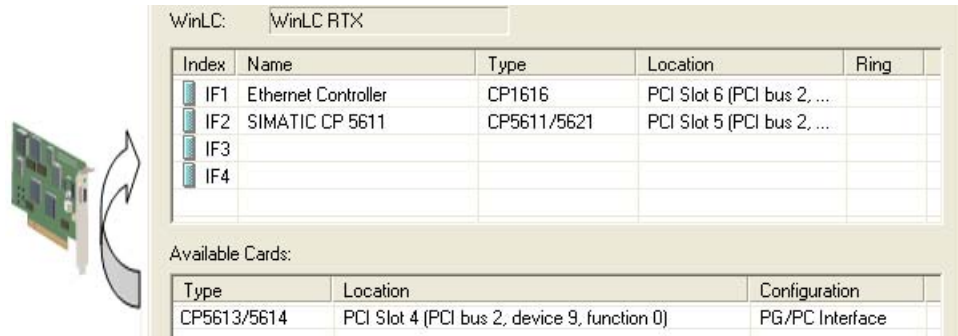 WinLC: WinLC RTX
Index Name Type Location Ring
IF1 Ethernet Controller CP1616 PCI Slot 6 (PCI bus 2, ...
IF2 SIMATIC CP 5611 CP5611/5621 PCI Slot 5 (PCI bus 2, ...
IF3
IF4
Available Cards:
Type Location Configuration
CP5613/5614 PCI Slot 4 (PCI bus 2, device 9, function 0) PG/PC Interface